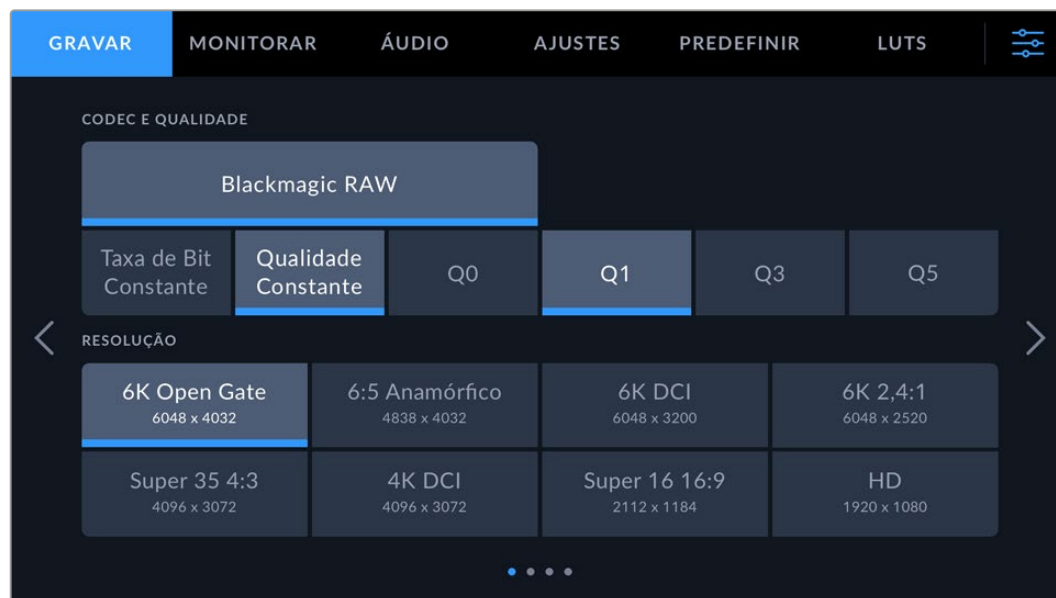 GRAVAR MONITORAR ÁUDIO AJUSTES PREDEFINIR LUTS
CODEC E QUALIDADE
Blackmagic RAW
Taxa de Bit
Constante
Qualidade
Constante
Q0
Q1
Q3
Q5
RESOLUÇÃO
6K Open Gate
6048 x 4032
6:5 Anamórfico
4838 x 4032
6K DCI
6048 x 3200
6K 2,4:1
6048 x 2520
Super 35 4:3
4096 x 3072
4K DCI
4096 x 3072
Super 16 16:9
2112 x 1184
HD
1920 x 1080